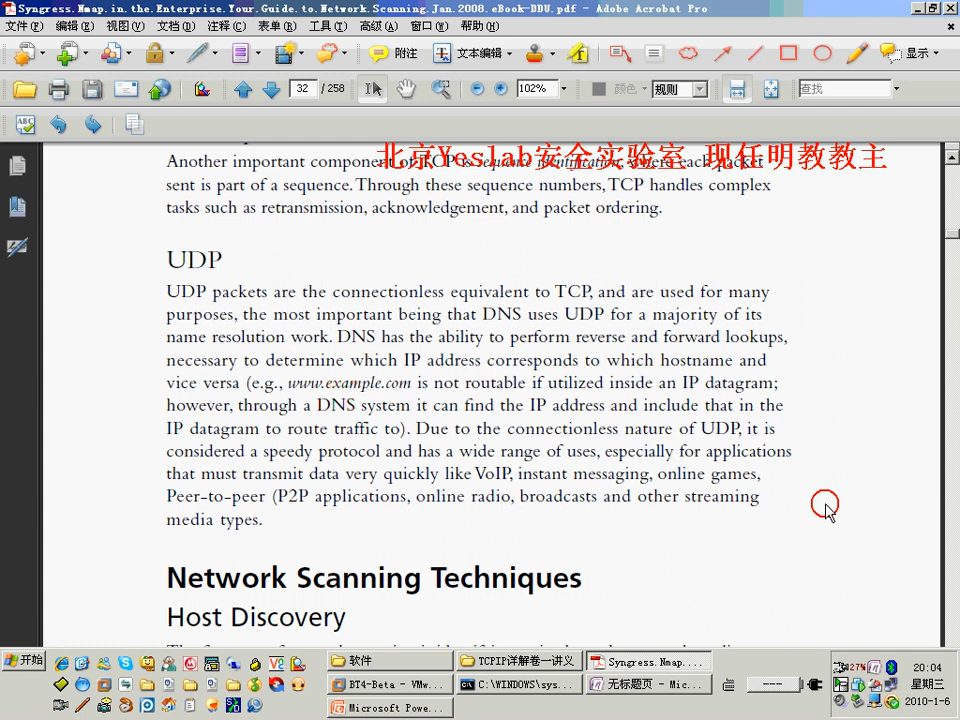 Syngress.Nmap.in.the.Enterprise.Your.Guide.to.Network.Scanning.Jan.2008.eBook-DDU.pdf - Adobe Acrobat Pro
文件(F) 编辑(E) 视图(V) 文档(D) 注释(C) 表单(R) 工具(T) 高级(A) 窗口(W) 帮助(H)
附注 文本编辑 显示
32 / 258 102% 颜色 规则 查找
北京Yeslab安全实验室 现任明教教主
Another important component of TCP is sequence identification, where each packet
sent is part of a sequence. Through these sequence numbers, TCP handles complex
tasks such as retransmission, acknowledgement, and packet ordering.
UDP
UDP packets are the connectionless equivalent to TCP, and are used for many
purposes, the most important being that DNS uses UDP for a majority of its
name resolution work. DNS has the ability to perform reverse and forward lookups,
necessary to determine which IP address corresponds to which hostname and
vice versa (e.g., www.example.com is not routable if utilized inside an IP datagram;
however, through a DNS system it can find the IP address and include that in the
IP datagram to route traffic to). Due to the connectionless nature of UDP, it is
considered a speedy protocol and has a wide range of uses, especially for applications
that must transmit data very quickly like VoIP, instant messaging, online games,
Peer-to-peer (P2P applications, online radio, broadcasts and other streaming
media types.
Network Scanning Techniques
Host Discovery
开始 软件 TCPIP详解卷一讲义 Syngress.Nmap.... 20:04
BT4-Beta - VMw... C:\WINDOWS\sys... 无标题页 - Mic... 星期三
Microsoft Powe... 2010-1-6